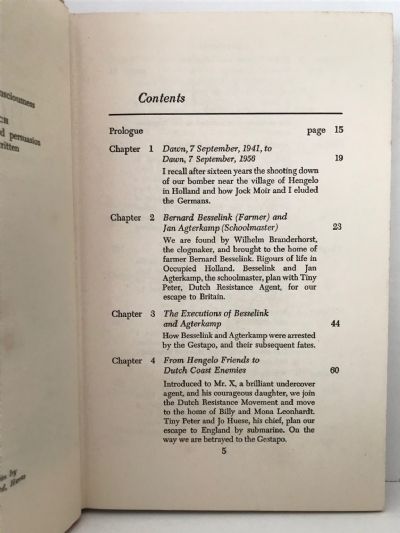 nsciousness
CH
d persuasion
ritten
in by
d, Herts
Contents
Prologue page 15
Chapter 1 Dawn, 7 September, 1941, to
Dawn, 7 September, 1956 19
I recall after sixteen years the shooting down
of our bomber near the village of Hengelo
in Holland and how Jock Moir and I eluded
the Germans.
Chapter 2 Bernard Besselink (Farmer) and
Jan Agterkamp (Schoolmaster) 23
We are found by Wilhelm Branderhorst,
the clogmaker, and brought to the home of
farmer Bernard Besselink. Rigours of life in
Occupied Holland. Besselink and Jan
Agterkamp, the schoolmaster, plan with Tiny
Peter, Dutch Resistance Agent, for our
escape to Britain.
Chapter 3 The Executions of Besselink
and Agterkamp 44
How Besselink and Agterkamp were arrested
by the Gestapo, and their subsequent fates.
Chapter 4 From Hengelo Friends to
Dutch Coast Enemies 60
Introduced to Mr. X, a brilliant undercover
agent, and his courageous daughter, we join
the Dutch Resistance Movement and move
to the home of Billy and Mona Leonhardt.
Tiny Peter and Jo Huese, his chief, plan our
escape to England by submarine. On the
way we are betrayed to the Gestapo.
5